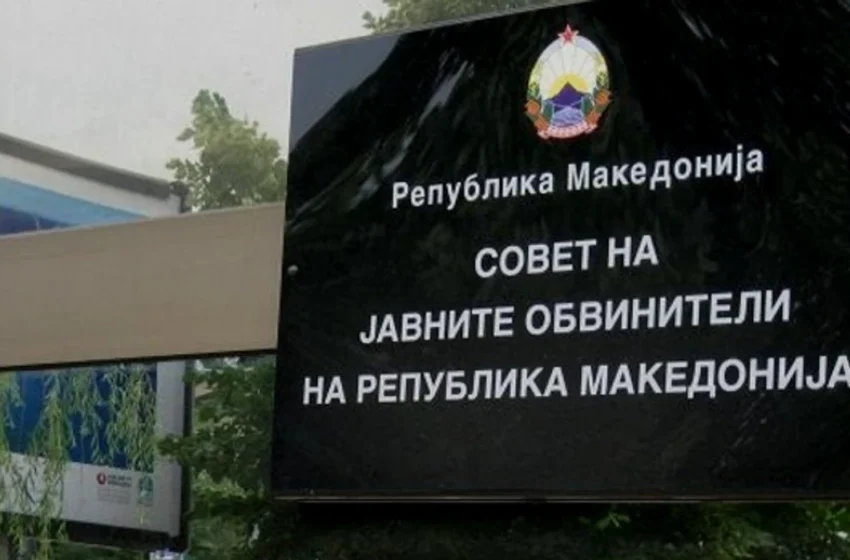 Република Македонија
СОВЕТ НА
ЈАВНИТЕ ОБВИНИТЕЛИ
НА РЕПУБЛИКА МАКЕДОНИЈА